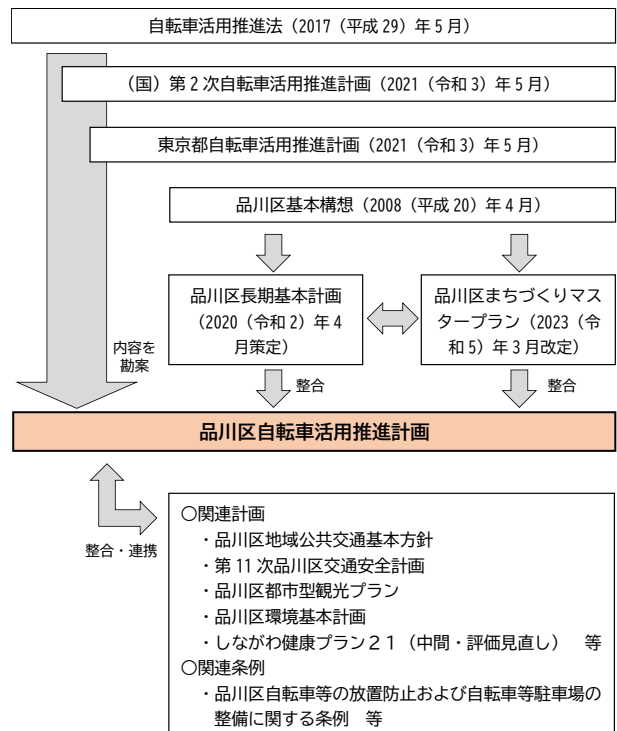 自転車活用推進法（2017（平成 29）年 5 月）
（国）第 2 次自転車活用推進計画（2021（令和 3）年 5 月）
東京都自転車活用推進計画（2021（令和 3）年 5 月）
品川区基本構想（2008（平成 20）年 4 月）
品川区長期基本計画
（2020（令和 2）年 4
月策定）
品川区まちづくりマス
タープラン（2023（令
和 5）年 3 月改定）
内容を
勘案
整合
整合
品川区自転車活用推進計画
整合・連携
○関連計画
・品川区地域公共交通基本方針
・第 11 次品川区交通安全計画
・品川区都市型観光プラン
・品川区環境基本計画
・しながわ健康プラン２１（中間・評価見直し）　等
○関連条例
・品川区自転車等の放置防止および自転車等駐車場の
整備に関する条例　等